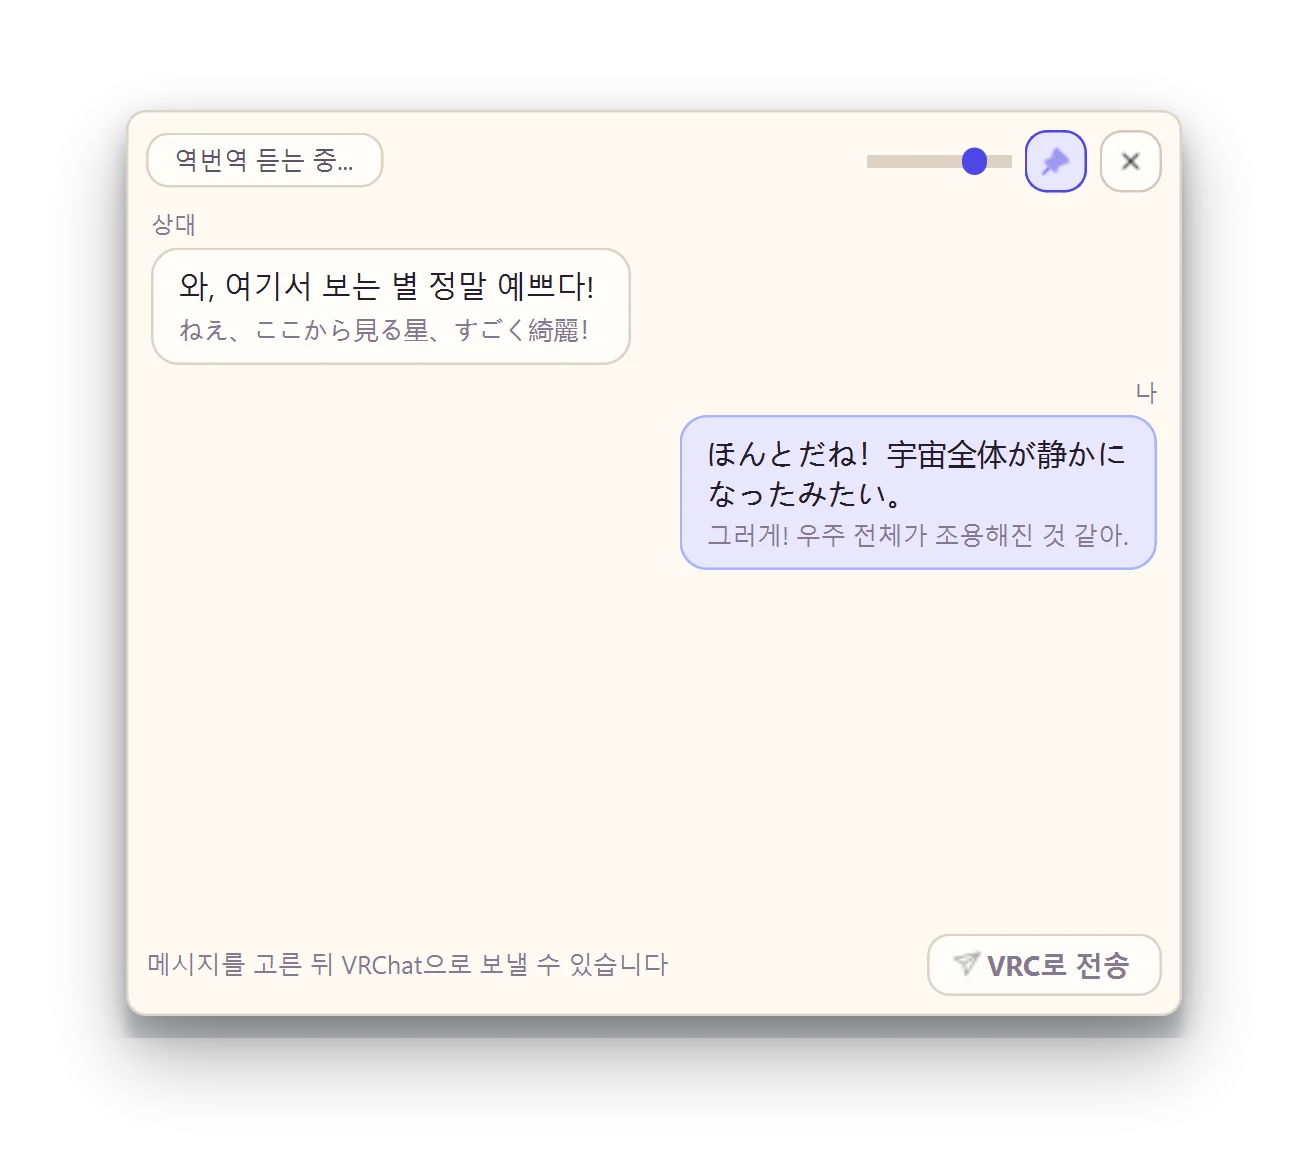 역번역 듣는 중...
상대
와, 여기서 보는 별 정말 예쁘다!
ねえ、ここから見る星、すごく綺麗！
나
ほんとだね！宇宙全体が静かに
なったみたい。
그러게! 우주 전체가 조용해진 것 같아.
메시지를 고른 뒤 VRChat으로 보낼 수 있습니다
VRC로 전송